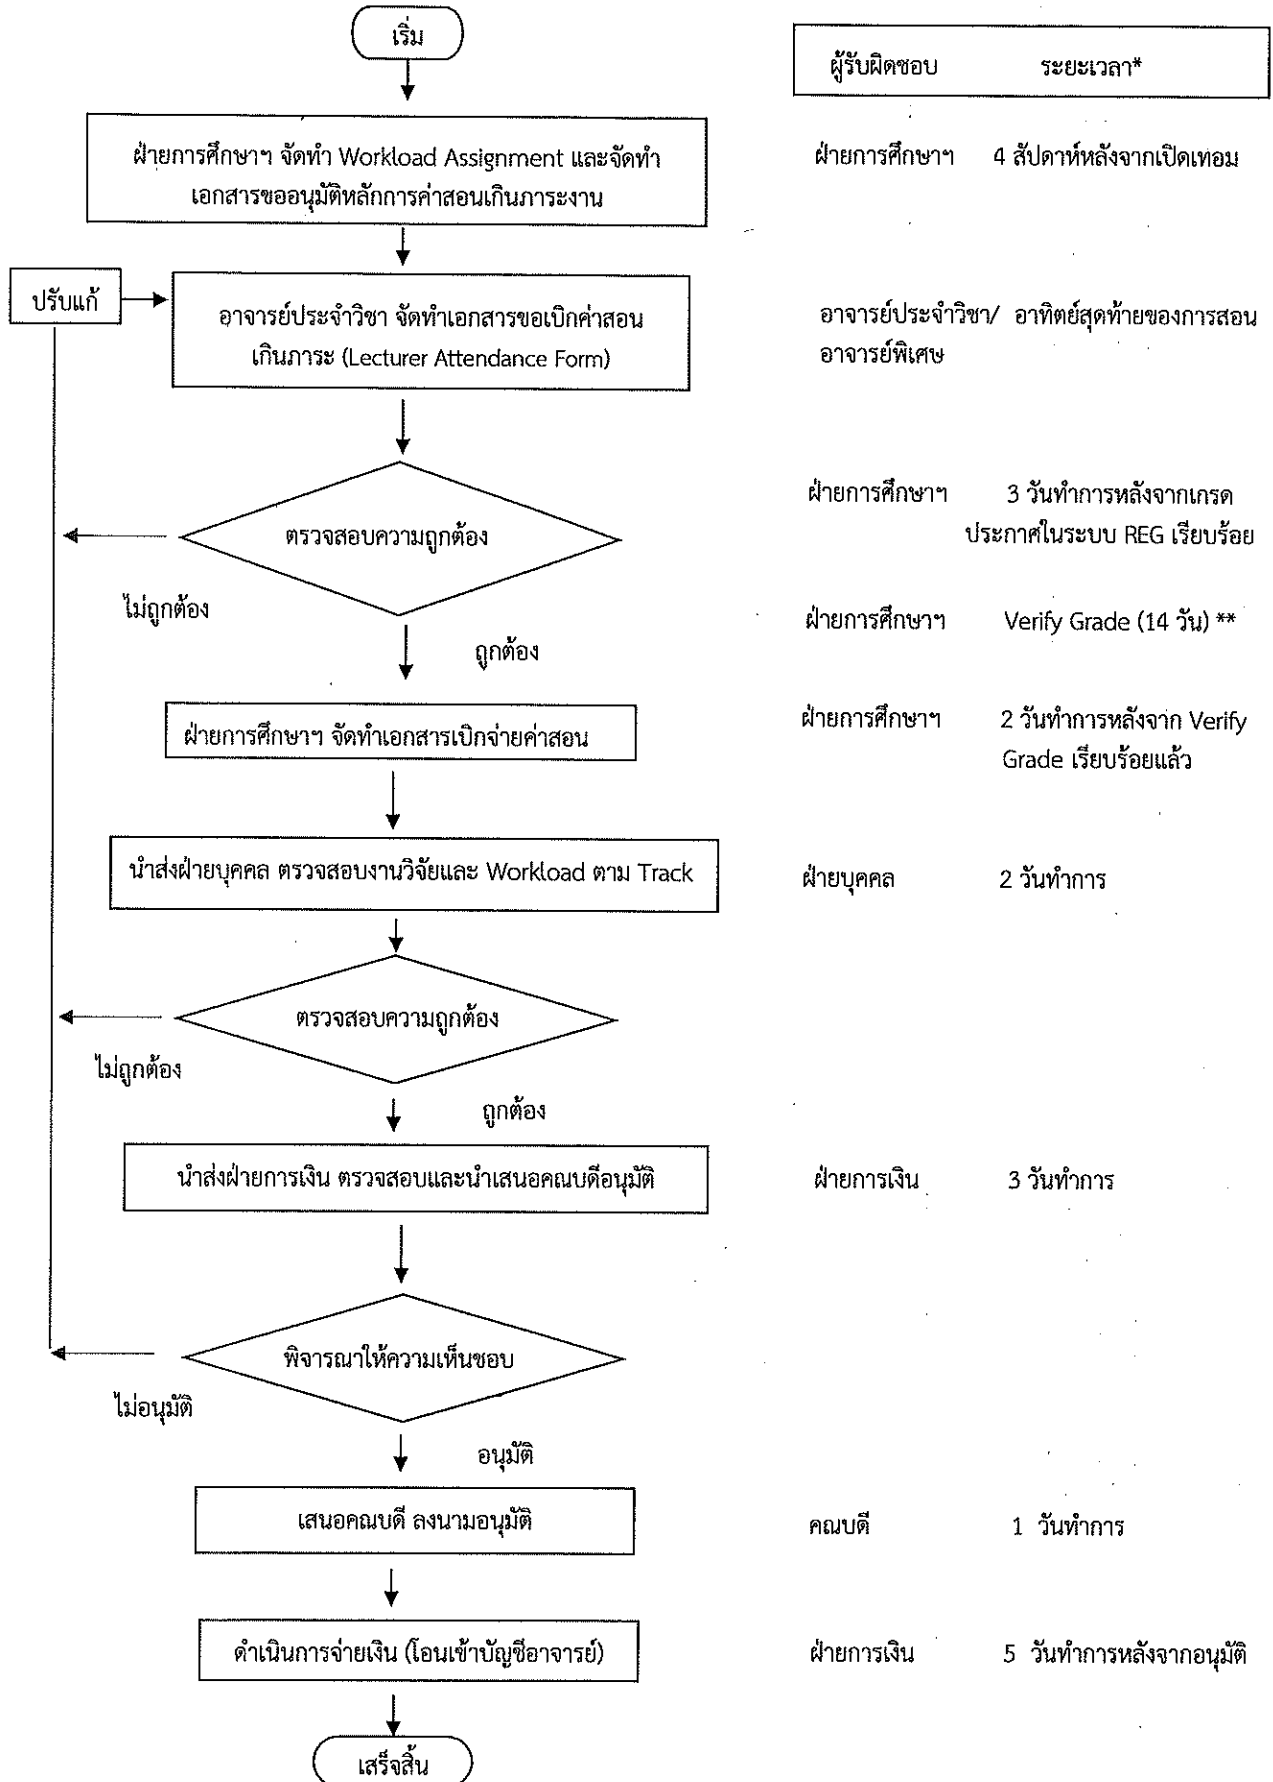 เริ่ม
ผู้รับผิดชอบ ระยะเวลา*
ฝ่ายการศึกษาฯ จัดทำ Workload Assignment และจัดทำ
เอกสารขออนุมัติหลักการค่าสอนเกินภาระงาน
ฝ่ายการศึกษาฯ 4 สัปดาห์หลังจากเปิดเทอม
ปรับแก้
อาจารย์ประจำวิชา จัดทำเอกสารขอเบิกค่าสอน
เกินภาระ (Lecturer Attendance Form)
อาจารย์ประจำวิชา/ อาทิตย์สุดท้ายของการสอน
อาจารย์พิเศษ
ตรวจสอบความถูกต้อง
ฝ่ายการศึกษาฯ 3 วันทำการหลังจากเกรด
ประกาศในระบบ REG เรียบร้อย
ไม่ถูกต้อง
ถูกต้อง
ฝ่ายการศึกษาฯ Verify Grade (14 วัน) **
ฝ่ายการศึกษาฯ จัดทำเอกสารเบิกจ่ายค่าสอน
ฝ่ายการศึกษาฯ 2 วันทำการหลังจาก Verify
Grade เรียบร้อยแล้ว
นำส่งฝ่ายบุคคล ตรวจสอบงานวิจัยและ Workload ตาม Track
ฝ่ายบุคคล 2 วันทำการ
ตรวจสอบความถูกต้อง
ไม่ถูกต้อง
ถูกต้อง
นำส่งฝ่ายการเงิน ตรวจสอบและนำเสนอคณบดีอนุมัติ
ฝ่ายการเงิน 3 วันทำการ
พิจารณาให้ความเห็นชอบ
ไม่อนุมัติ
อนุมัติ
เสนอคณบดี ลงนามอนุมัติ
คณบดี 1 วันทำการ
ดำเนินการจ่ายเงิน (โอนเข้าบัญชีอาจารย์)
ฝ่ายการเงิน 5 วันทำการหลังจากอนุมัติ
เสร็จสิ้น